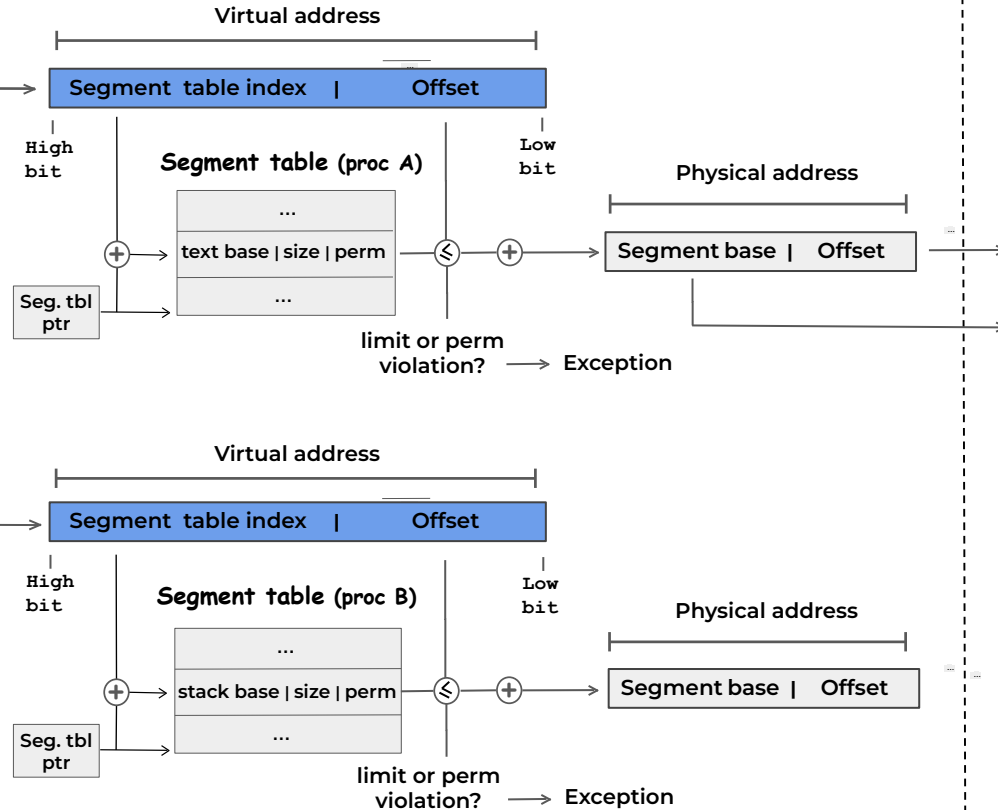 Virtual address
Segment table index | Offset
High
bit
Low
bit
Segment table (proc A)
...
text base | size | perm
...
Seg. tbl
ptr
+
≤
+
Physical address
Segment base | Offset
...
limit or perm
violation?
Exception
Virtual address
Segment table index | Offset
High
bit
Low
bit
Segment table (proc B)
...
stack base | size | perm
...
Seg. tbl
ptr
+
≤
+
Physical address
Segment base | Offset
...
...
limit or perm
violation?
Exception